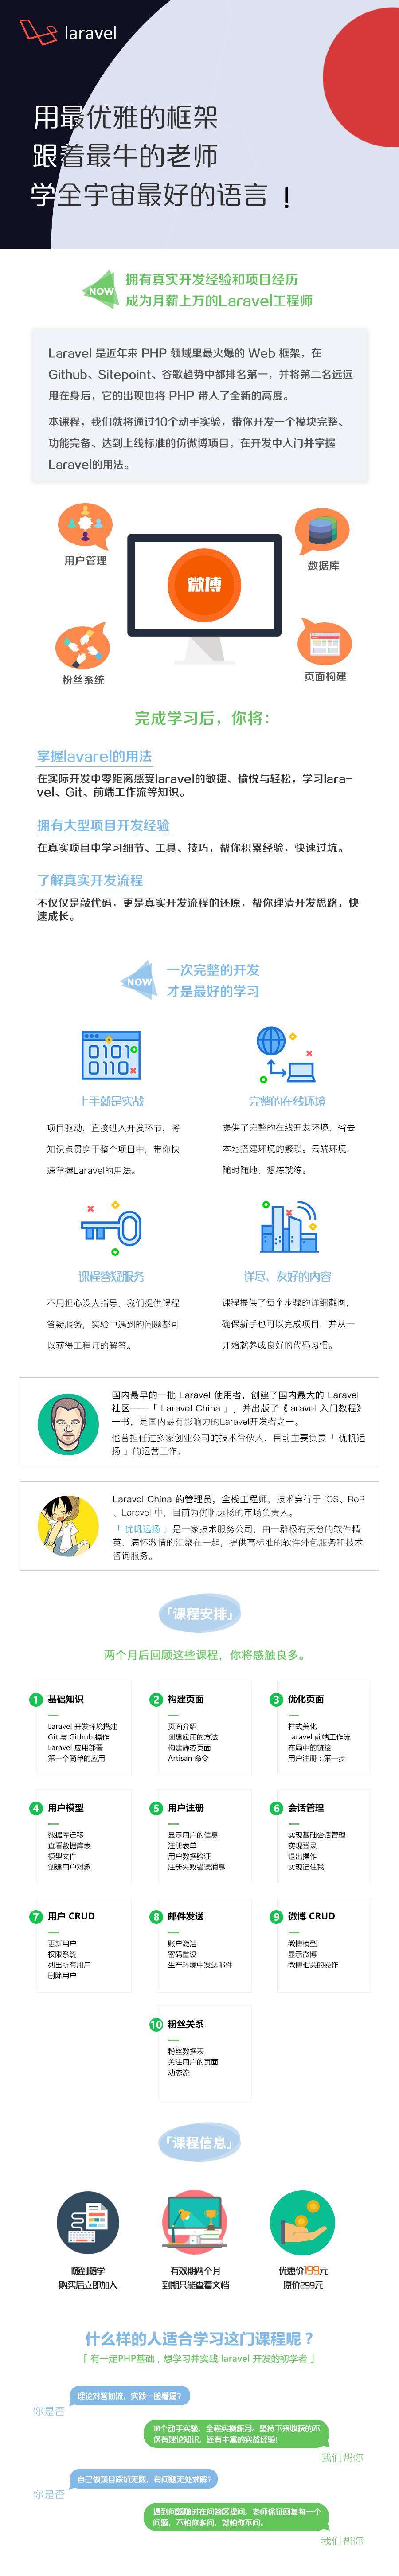 laravel
用最优雅的框架
跟着最牛的老师
学全宇宙最好的语言！
NOW
拥有真实开发经验和项目经历
成为月薪上万的Laravel工程师
Laravel 是近年来 PHP 领域里最火爆的 Web 框架，在
Github、Sitepoint、谷歌趋势中都排名第一，并将第二名远远
甩在身后，它的出现也将 PHP 带入了全新的高度。
本课程，我们就将通过10个动手实验，带你开发一个模块完整、
功能完备、达到上线标准的仿微博项目，在开发中入门并掌握
Laravel的用法。
用户管理
微博
数据库
粉丝系统
页面构建
完成学习后，你将：
掌握lavarel的用法
在实际开发中零距离感受laravel的敏捷、愉悦与轻松，学习lara-
vel、Git、前端工作流等知识。
拥有大型项目开发经验
在真实项目中学习细节、工具、技巧，帮你积累经验，快速过坑。
了解真实开发流程
不仅仅是敲代码，更是真实开发流程的还原，帮你理清开发思路，快
速成长。
NOW
一次完整的开发
才是最好的学习
0101
0110
上手就是实战
项目驱动，直接进入开发环节，将
知识点贯穿于整个项目中，带你快
速掌握Laravel的用法。
完整的在线环境
提供了完整的在线开发环境，省去
本地搭建环境的繁琐。云端环境，
随时随地，想练就练。
课程答疑服务
不用担心没人指导，我们提供课程
答疑服务，实验中遇到的问题都可
以获得工程师的解答。
详尽、友好的内容
课程提供了每个步骤的详细截图，
确保新手也可以完成项目，并从一
开始就养成良好的代码习惯。
国内最早的一批 Laravel 使用者，创建了国内最大的 Laravel
社区——「 Laravel China 」，并出版了《laravel 入门教程》
一书，是国内最有影响力的Laravel开发者之一。
他曾担任过多家创业公司的技术合伙人，目前主要负责「 优帆远
扬 」的运营工作。
Laravel China 的管理员，全栈工程师，技术穿行于 iOS、RoR
、Laravel 中，目前为优帆远扬的市场负责人。
「 优帆远扬 」是一家技术服务公司，由一群极有天分的软件精
英，满怀激情的汇聚在一起，提供高标准的软件外包服务和技术
咨询服务。
「课程安排」
两个月后回顾这些课程，你将感触良多。
1 基础知识
Laravel 开发环境搭建
Git 与 Github 操作
Laravel 应用部署
第一个简单的应用
2 构建页面
页面介绍
创建应用的方法
构建静态页面
Artisan 命令
3 优化页面
样式美化
Laravel 前端工作流
布局中的链接
用户注册：第一步
4 用户模型
数据库迁移
查看数据库表
模型文件
创建用户对象
5 用户注册
显示用户的信息
注册表单
用户数据验证
注册失败错误消息
6 会话管理
实现基础会话管理
实现登录
退出操作
实现记住我
7 用户 CRUD
更新用户
权限系统
列出所有用户
删除用户
8 邮件发送
账户激活
密码重设
生产环境中发送邮件
9 微博 CRUD
微博模型
显示微博
微博相关的操作
10 粉丝关系
粉丝数据表
关注用户的页面
动态流
「课程信息」
随到随学
购买后立即加入
有效期两个月
到期只能查看文档
优惠价199元
原价299元
什么样的人适合学习这门课程呢？
「 有一定PHP基础，想学习并实践 laravel 开发的初学者 」
你是否
理论对答如流，实践一脸懵逼？
10个动手实验，全程实操练习。坚持下来收获的不
仅有理论知识，还有丰富的实战经验！
我们帮你
你是否
自己做项目踩坑无数，有问题无处求解？
遇到问题随时在问答区提问，老师保证回复每一个
问题，不怕你多问，就怕你不问。
我们帮你